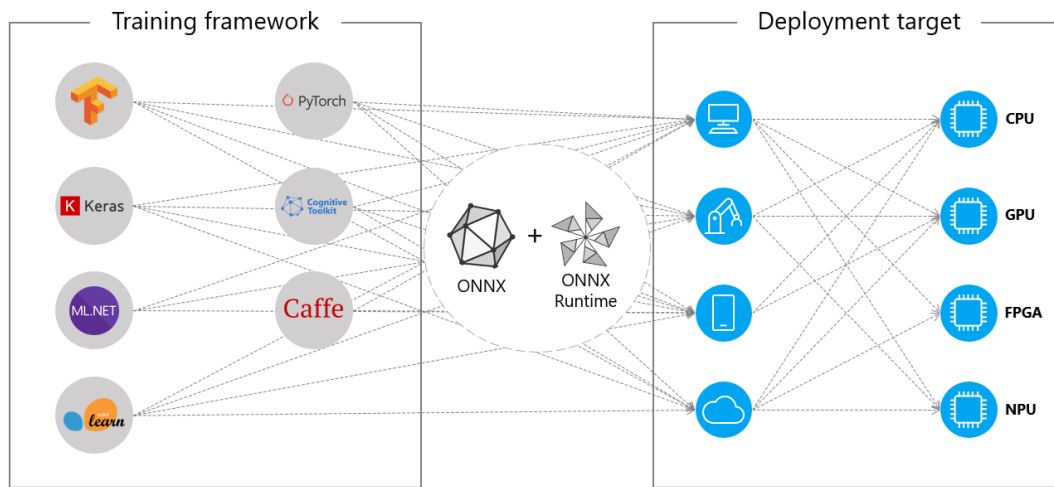 Training framework
Deployment target
PyTorch
K Keras
Cognitive
Toolkit
ML.NET
Caffe
learn
ONNX
+
ONNX
Runtime
CPU
GPU
FPGA
NPU